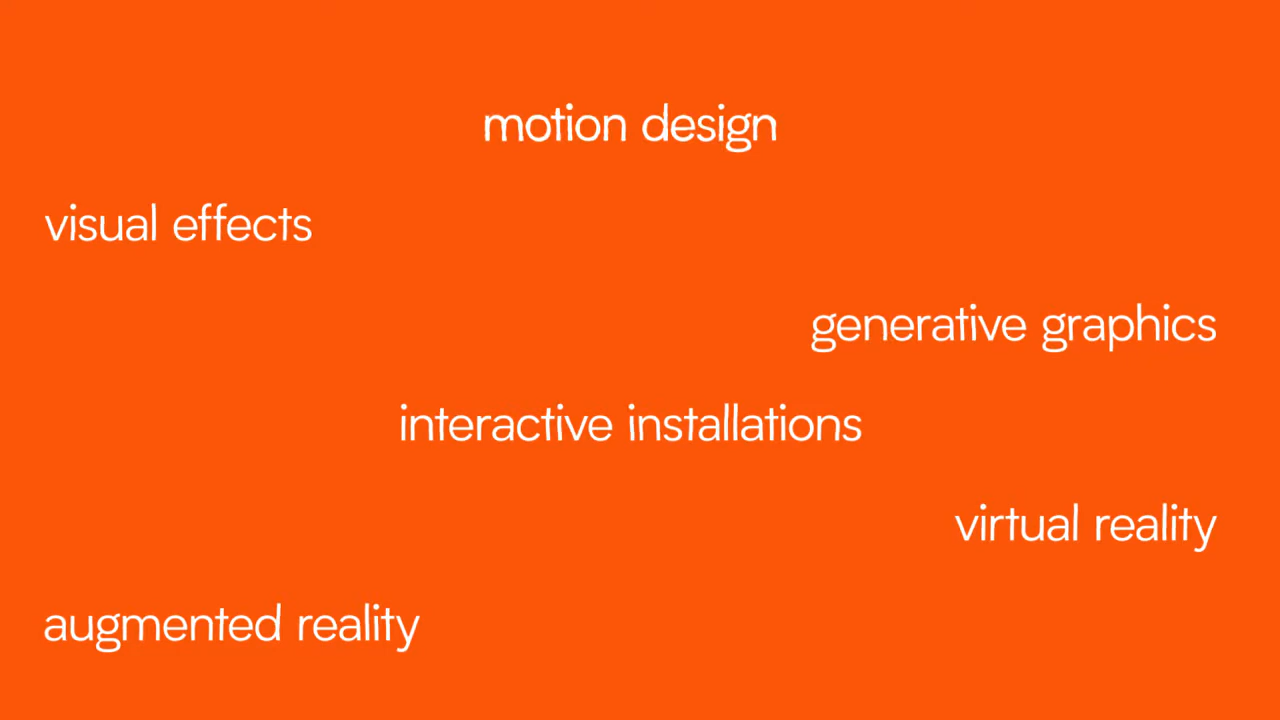 motion design
visual effects
generative graphics
interactive installations
virtual reality
augmented reality